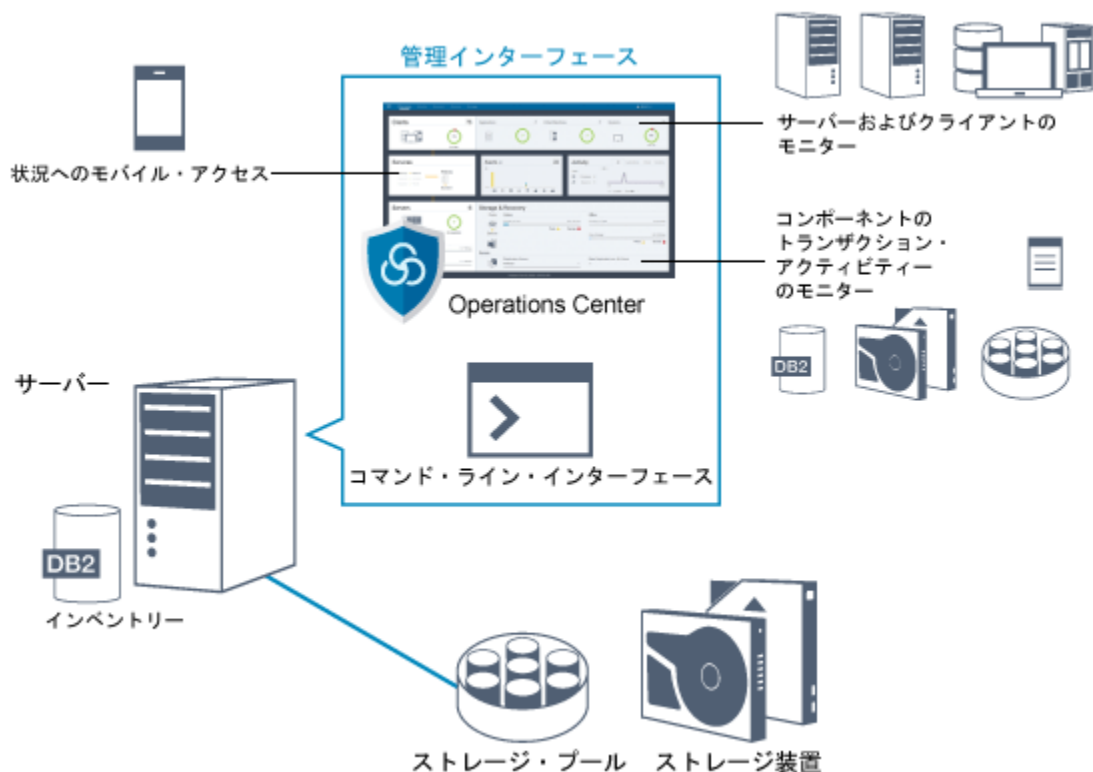 管理インターフェース
状況へのモバイル・アクセス
サーバーおよびクライアントの
モニター
コンポーネントの
トランザクション・
アクティビティー
のモニター
Clients
Services
Activity
Servers
Storage & Recovery
Operations Center
DB2
サーバー
コマンド・ライン・インターフェース
DB2
インベントリー
ストレージ・プール
ストレージ装置